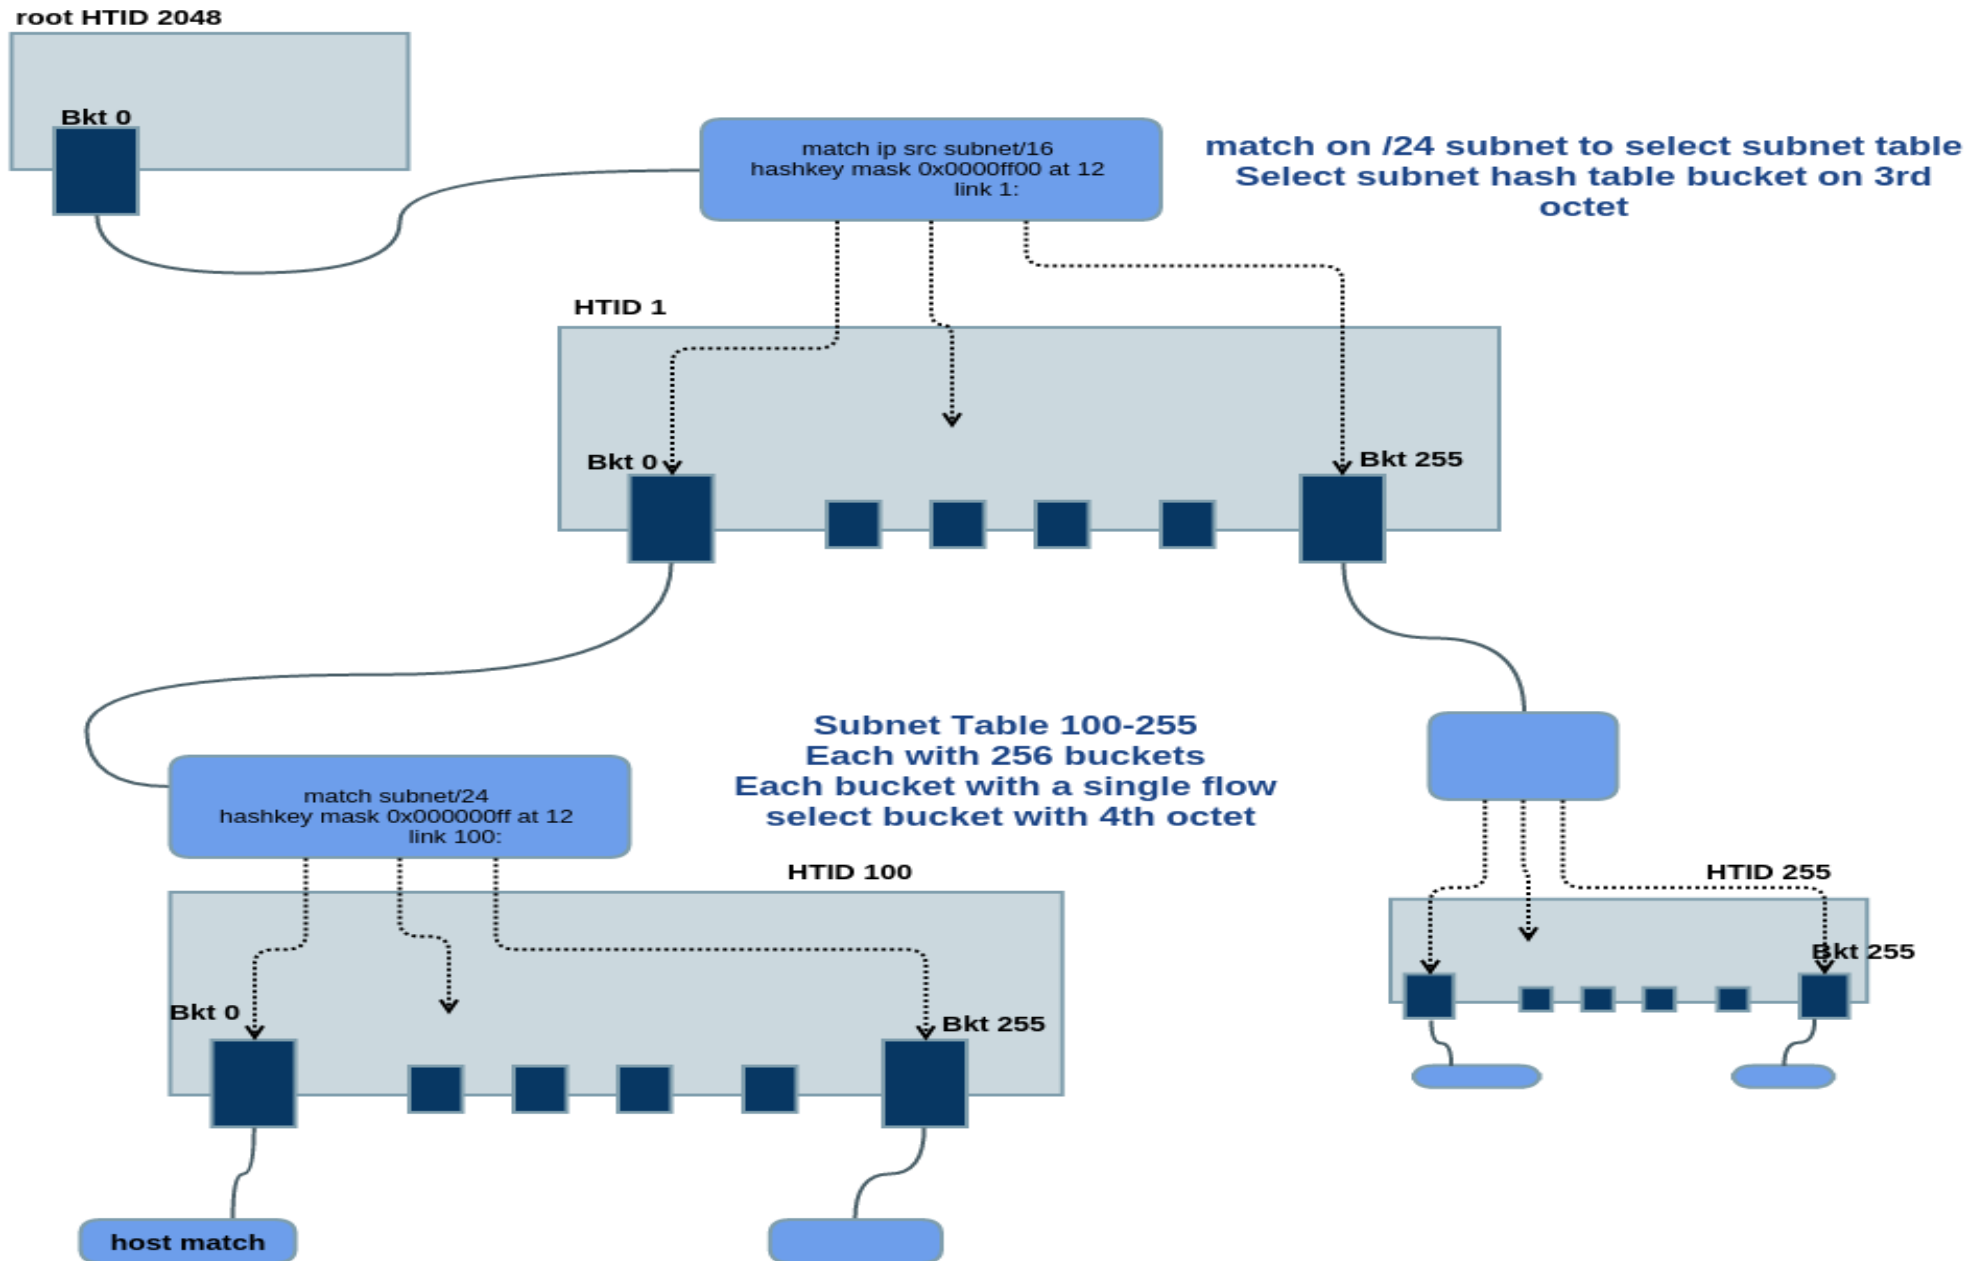 root HTID 2048
Bkt 0
match ip src subnet/16
hashkey mask 0x0000ff00 at 12
link 1:
match on /24 subnet to select subnet table
Select subnet hash table bucket on 3rd
octet
HTID 1
Bkt 0
Bkt 255
Subnet Table 100-255
Each with 256 buckets
Each bucket with a single flow
select bucket with 4th octet
match subnet/24
hashkey mask 0x000000ff at 12
link 100:
HTID 100
Bkt 0
Bkt 255
HTID 255
Bkt 255
host match